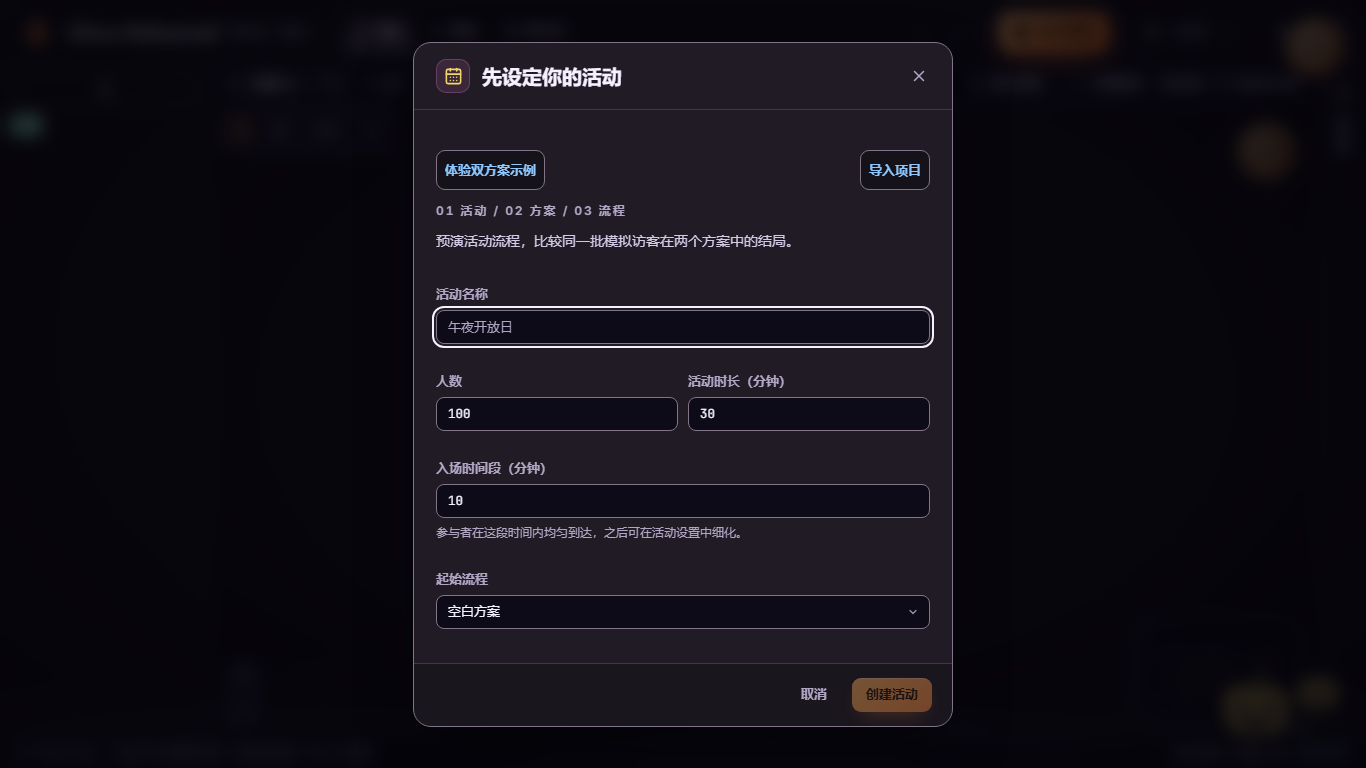 先设定你的活动
体验双方案示例
导入项目
01 活动 / 02 方案 / 03 流程
预演活动流程，比较同一批模拟访客在两个方案中的结局。
活动名称
午夜开放日
人数
活动时长（分钟）
100
30
入场时间段（分钟）
10
参与者在这段时间内均匀到达，之后可在活动设置中细化。
起始流程
空白方案
取消
创建活动